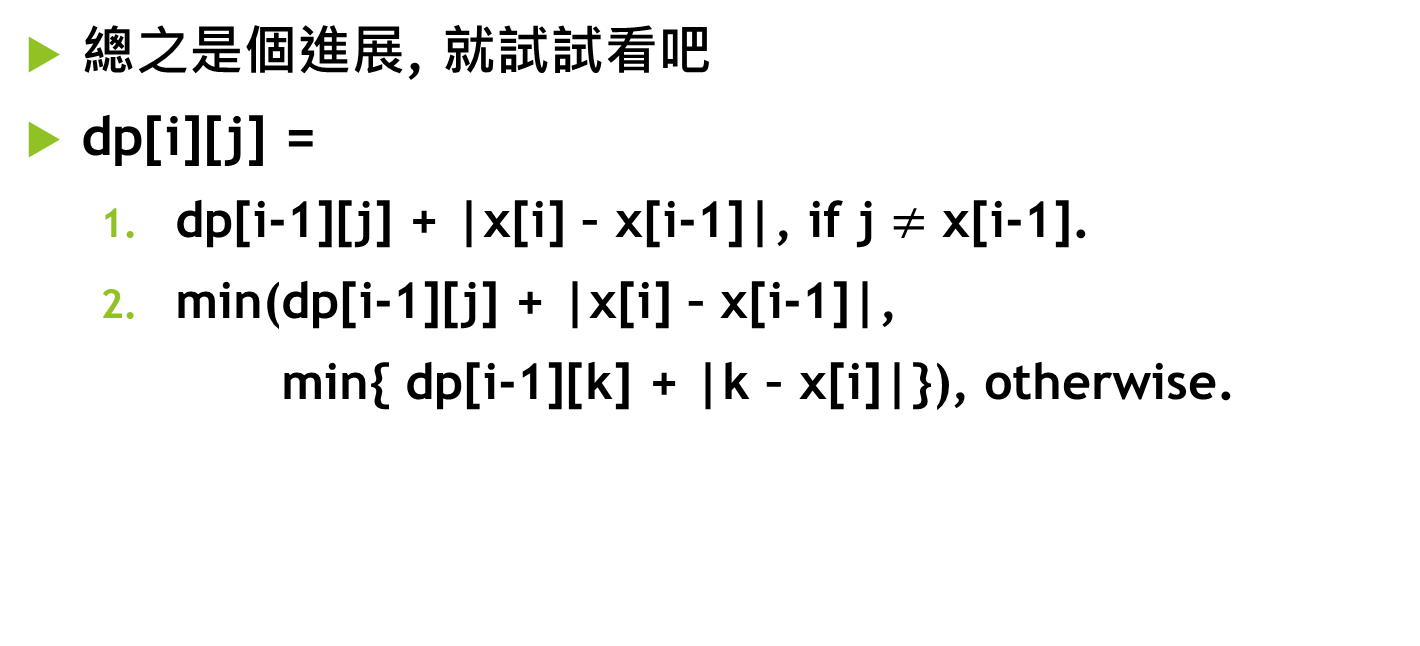 總之是個進展, 就試試看吧
dp[i][j] =
1. dp[i-1][j] + |x[i] – x[i-1]|, if j ≠ x[i-1].
2. min(dp[i-1][j] + |x[i] – x[i-1]|,
min{ dp[i-1][k] + |k – x[i]|}), otherwise.